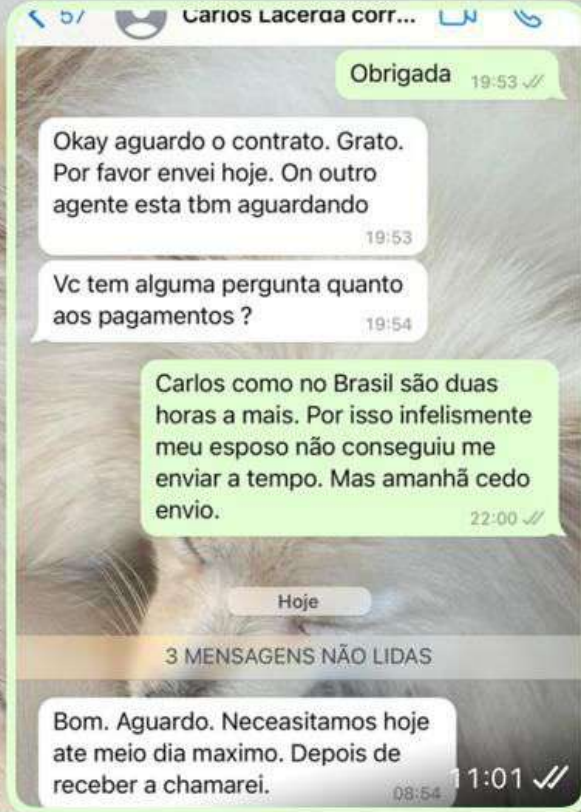 57 Carlos Lacerda corr...
Obrigada 19:53
Okay aguardo o contrato. Grato.
Por favor envei hoje. On outro
agente esta tbm aguardando
19:53
Vc tem alguma pergunta quanto
aos pagamentos ?
19:54
Carlos como no Brasil são duas
horas a mais. Por isso infelismente
meu esposo não conseguiu me
enviar a tempo. Mas amanhã cedo
envio.
22:00
Hoje
3 MENSAGENS NÃO LIDAS
Bom. Aguardo. Neceasitamos hoje
ate meio dia maximo. Depois de
receber a chamarei.
08:54 11:01